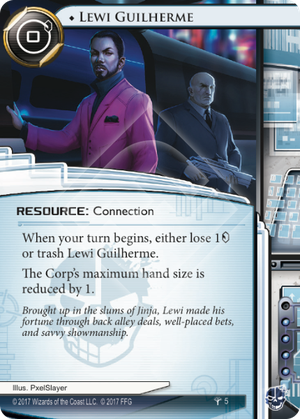 0
♦ LEWI GUILHERME
RESOURCE: Connection
When your turn begins, either lose 1
or trash Lewi Guilherme.
The Corp's maximum hand size is
reduced by 1.
Brought up in the slums of Jinja, Lewi made his
fortune through back alley deals, well-placed bets,
and savvy showmanship.
Illus. PxelSlayer
© 2017 Wizards of the Coast LLC. © 2017 FFG
5